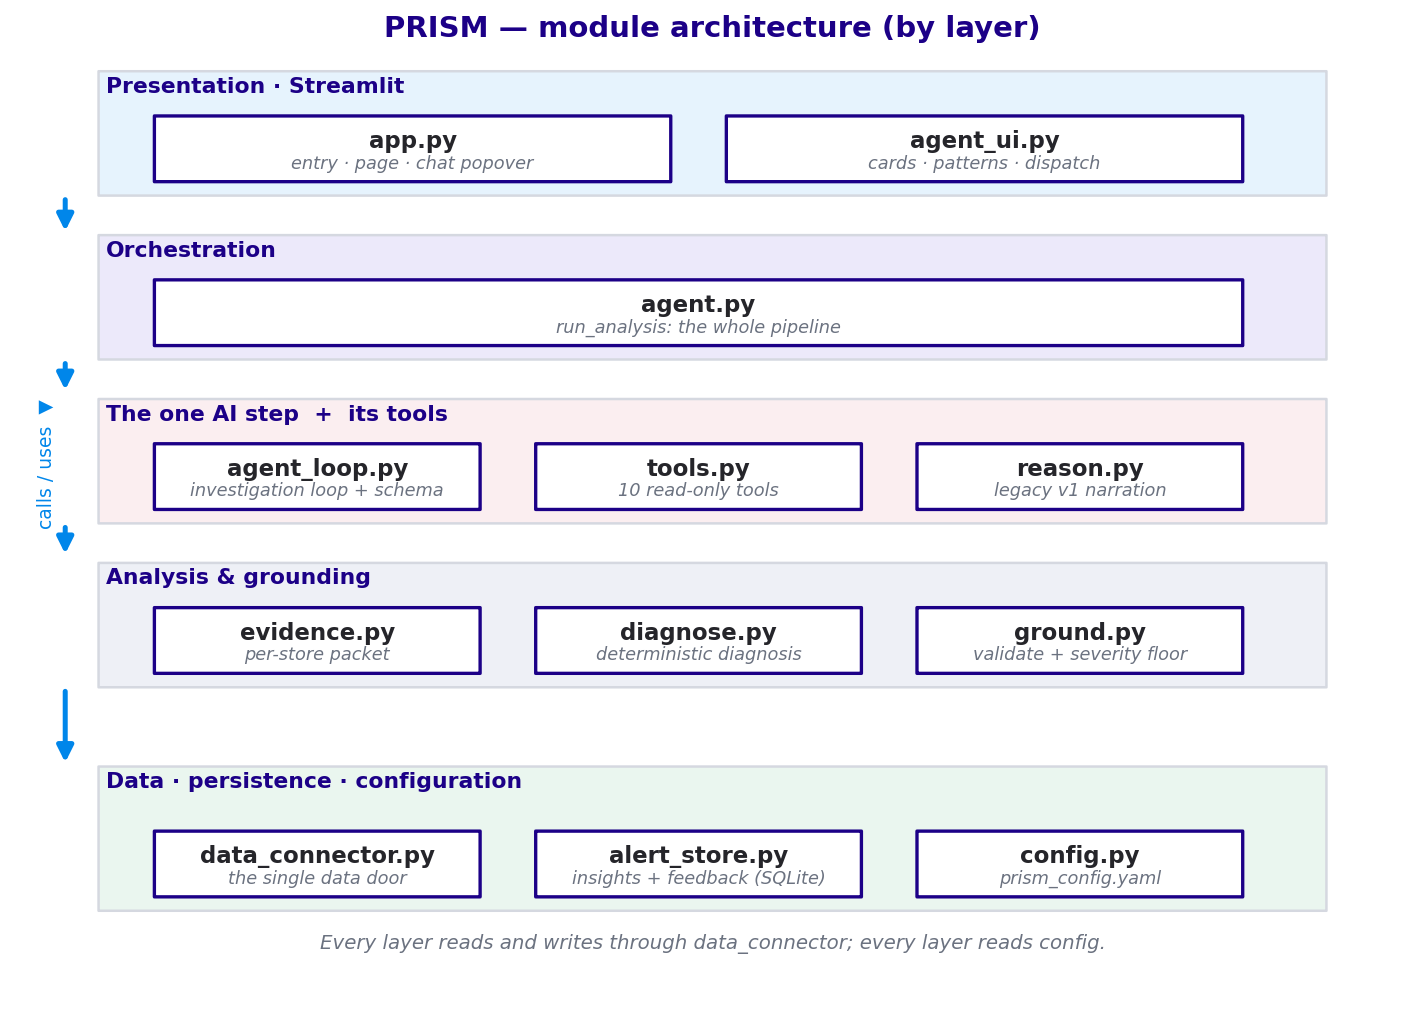 PRISM — module architecture (by layer)
Presentation · Streamlit
app.py
entry · page · chat popover
agent_ui.py
cards · patterns · dispatch
Orchestration
agent.py
run_analysis: the whole pipeline
calls / uses ▶
The one AI step + its tools
agent_loop.py
investigation loop + schema
tools.py
10 read-only tools
reason.py
legacy v1 narration
Analysis & grounding
evidence.py
per-store packet
diagnose.py
deterministic diagnosis
ground.py
validate + severity floor
Data · persistence · configuration
data_connector.py
the single data door
alert_store.py
insights + feedback (SQLite)
config.py
prism_config.yaml
Every layer reads and writes through data_connector; every layer reads config.